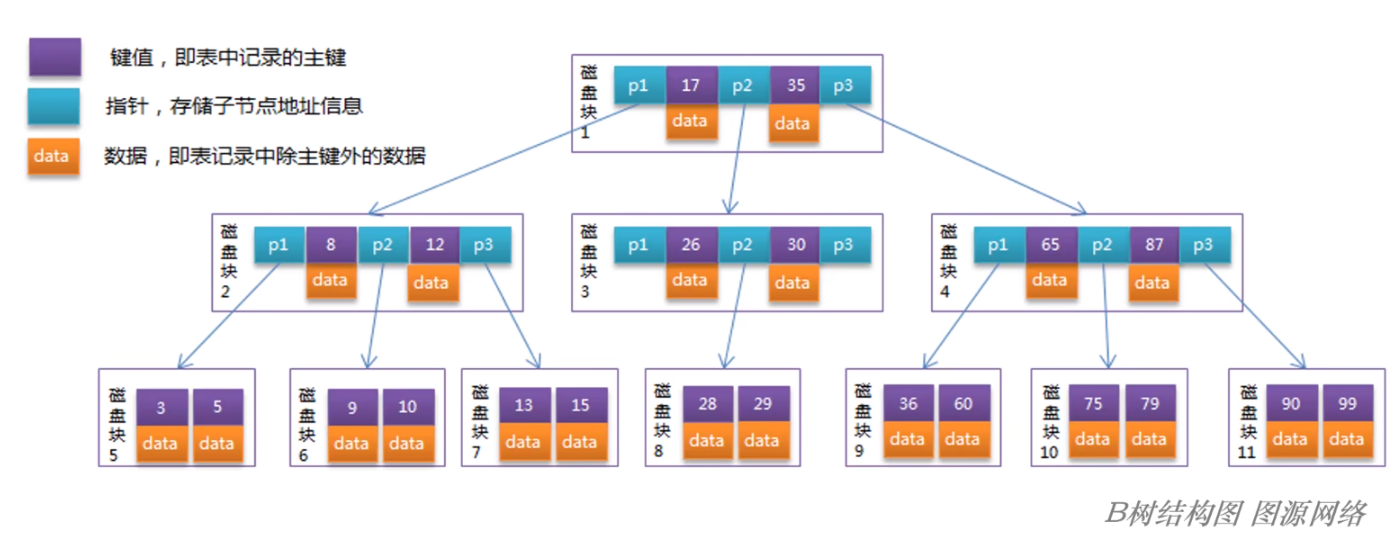 键值，即表中记录的主键
指针，存储子节点地址信息
data 数据，即表记录中除主键外的数据
磁盘块1 p1 17 p2 35 p3
data data
磁盘块2 p1 8 p2 12 p3
data data
磁盘块3 p1 26 p2 30 p3
data data
磁盘块4 p1 65 p2 87 p3
data data
磁盘块5 3 5
data data
磁盘块6 9 10
data data
磁盘块7 13 15
data data
磁盘块8 28 29
data data
磁盘块9 36 60
data data
磁盘块10 75 79
data data
磁盘块11 90 99
data data
B树结构图 图源网络